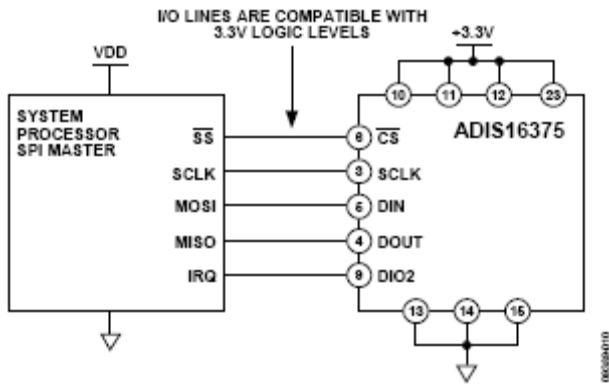 I/O LINES ARE COMPATIBLE WITH
3.3V LOGIC LEVELS
+3.3V
VDD
10
11
12
23
SYSTEM
PROCESSOR
SPI MASTER
ADIS16375
SS
6
CS
SCLK
3
SCLK
MOSI
5
DIN
MISO
4
DOUT
IRQ
9
DIO2
13
14
15